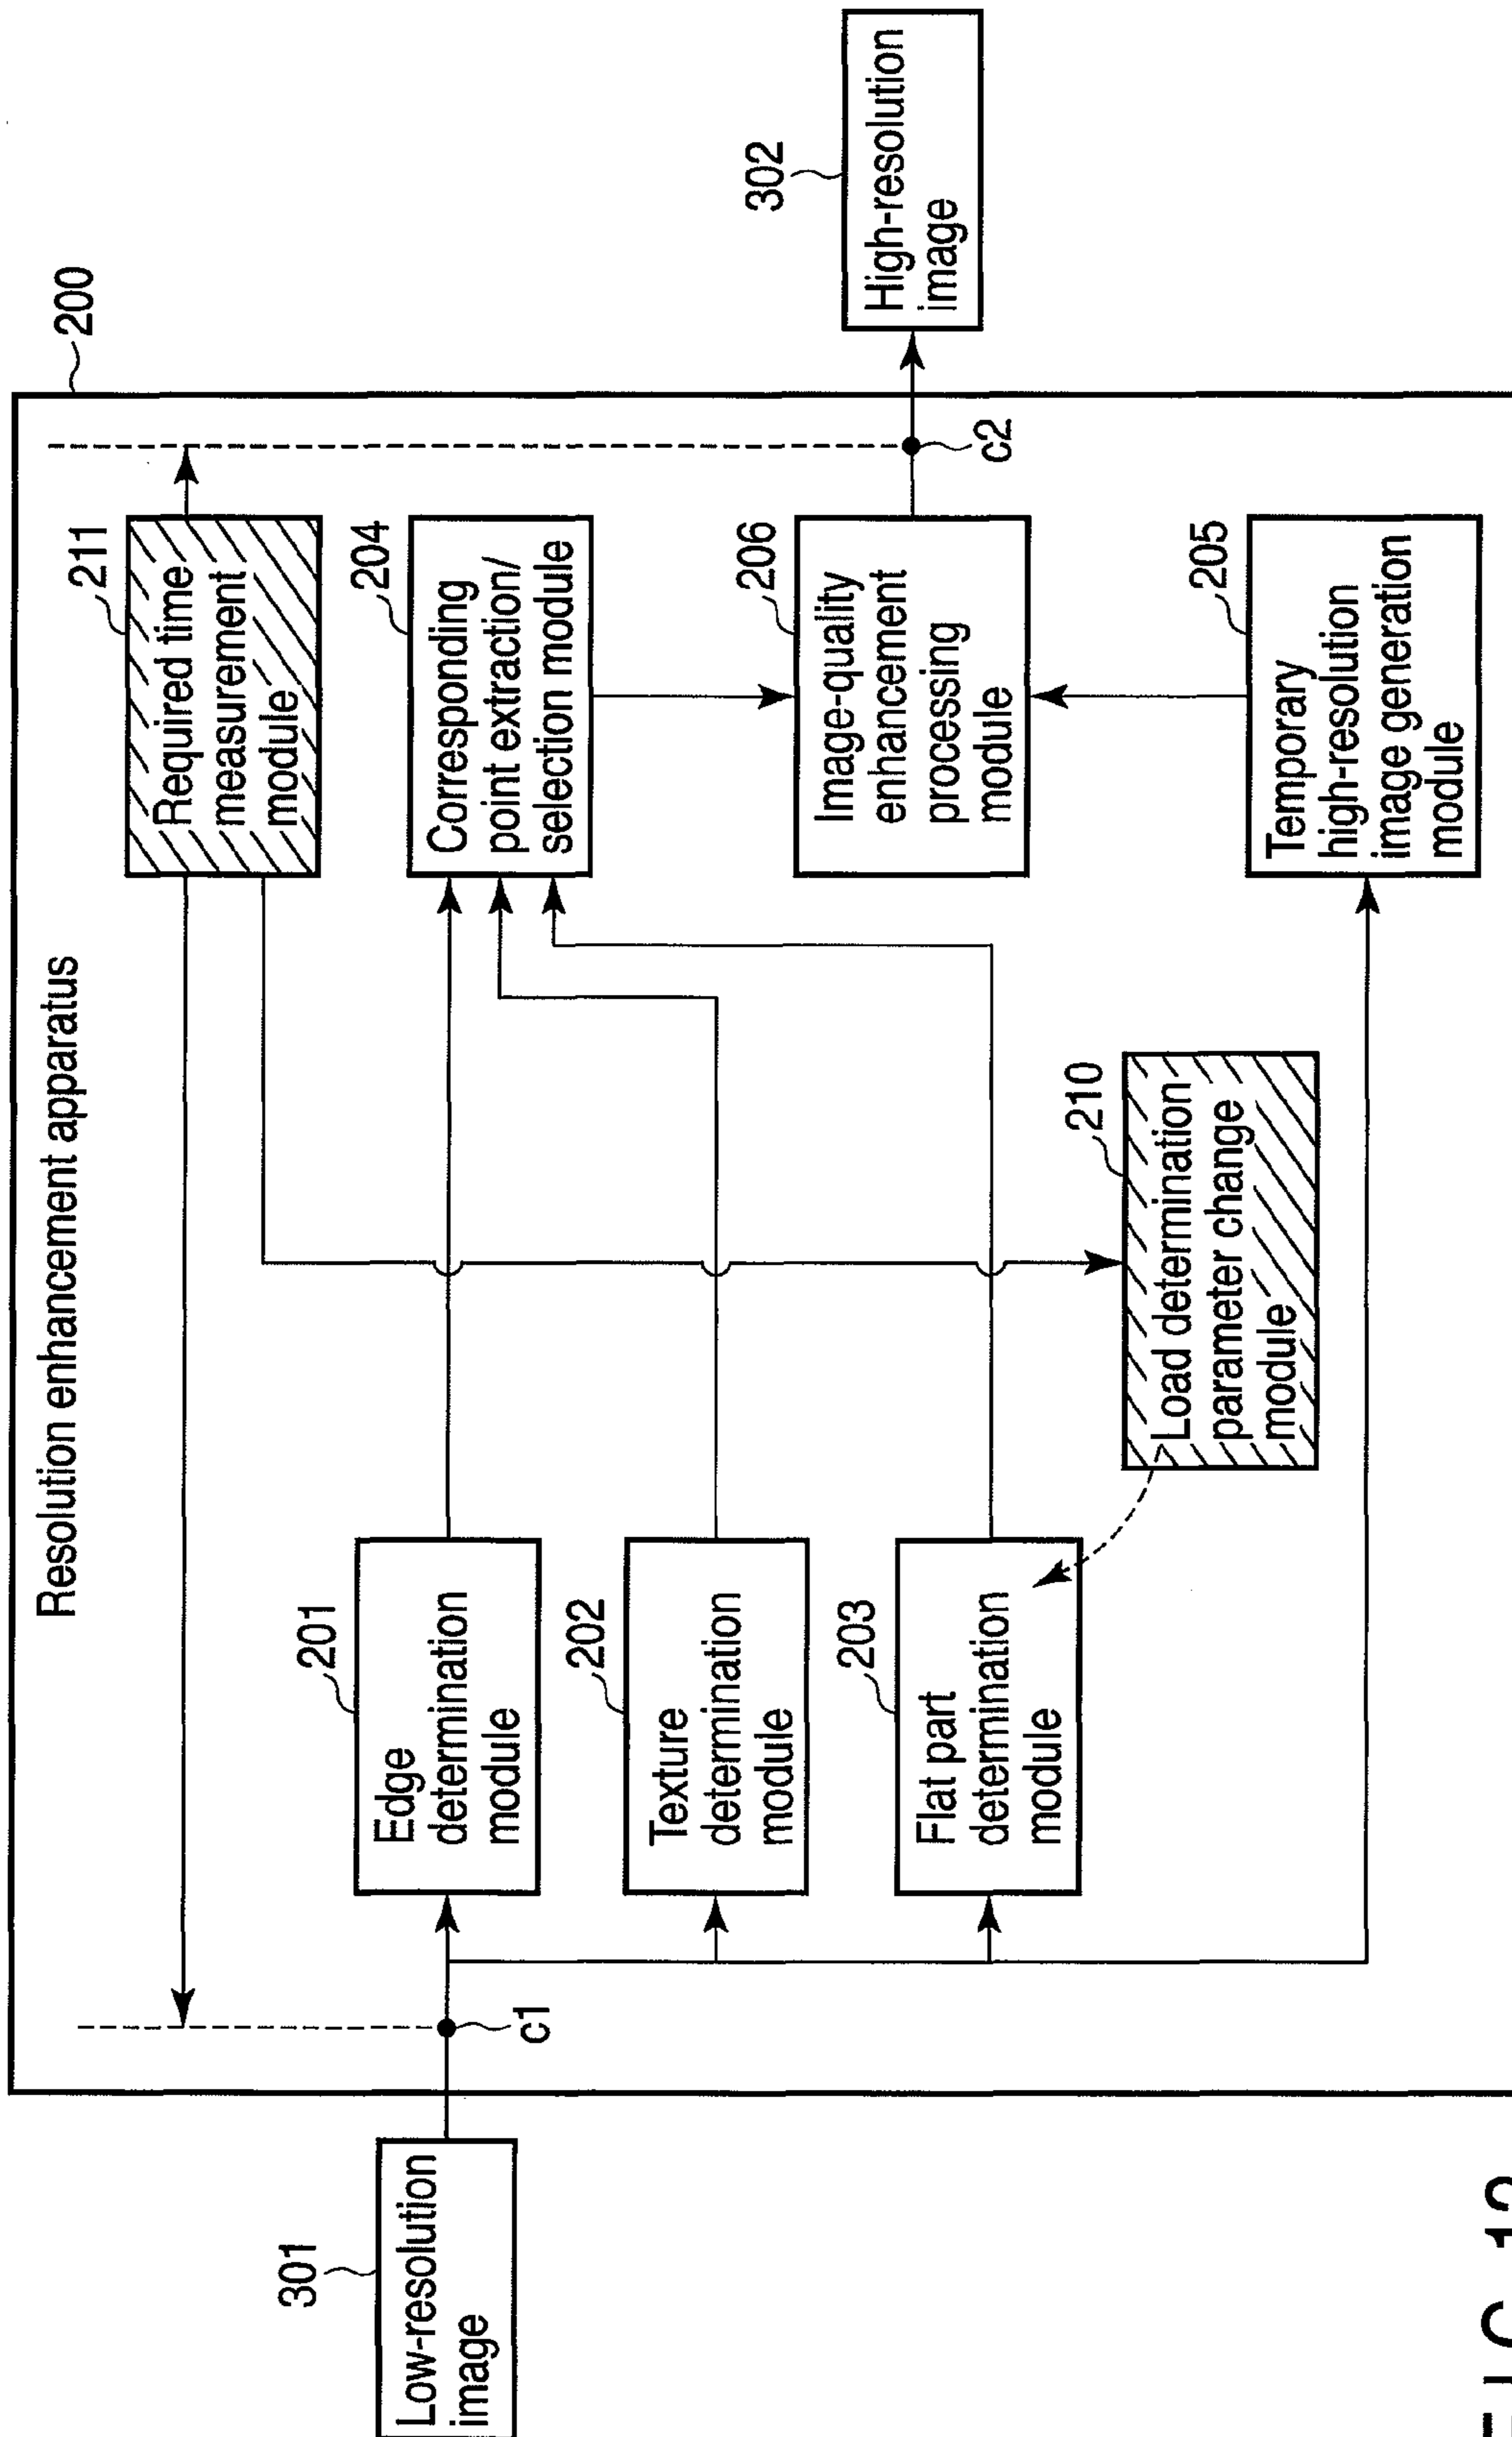 Resolution enhancement apparatus
200
301
Low-resolution
image
c1
201
Edge
determination
module
202
Texture
determination
module
203
Flat part
determination
module
210
Load determination
parameter change
module
211
Required time
measurement
module
204
Corresponding
point extraction/
selection module
206
Image-quality
enhancement
processing
module
205
Temporary
high-resolution
image generation
module
c2
302
High-resolution
image